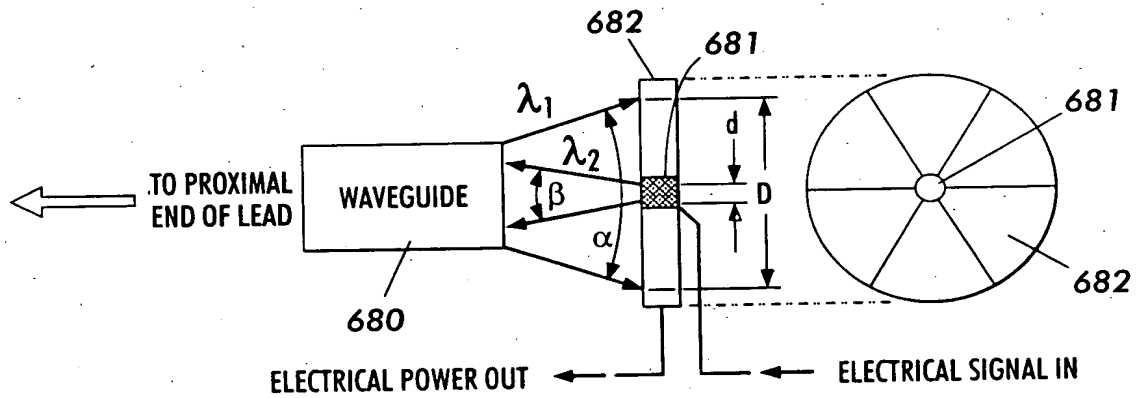 682
681
λ1
λ2
d
D
681
TO PROXIMAL
END OF LEAD
WAVEGUIDE
β
α
682
680
ELECTRICAL POWER OUT
ELECTRICAL SIGNAL IN